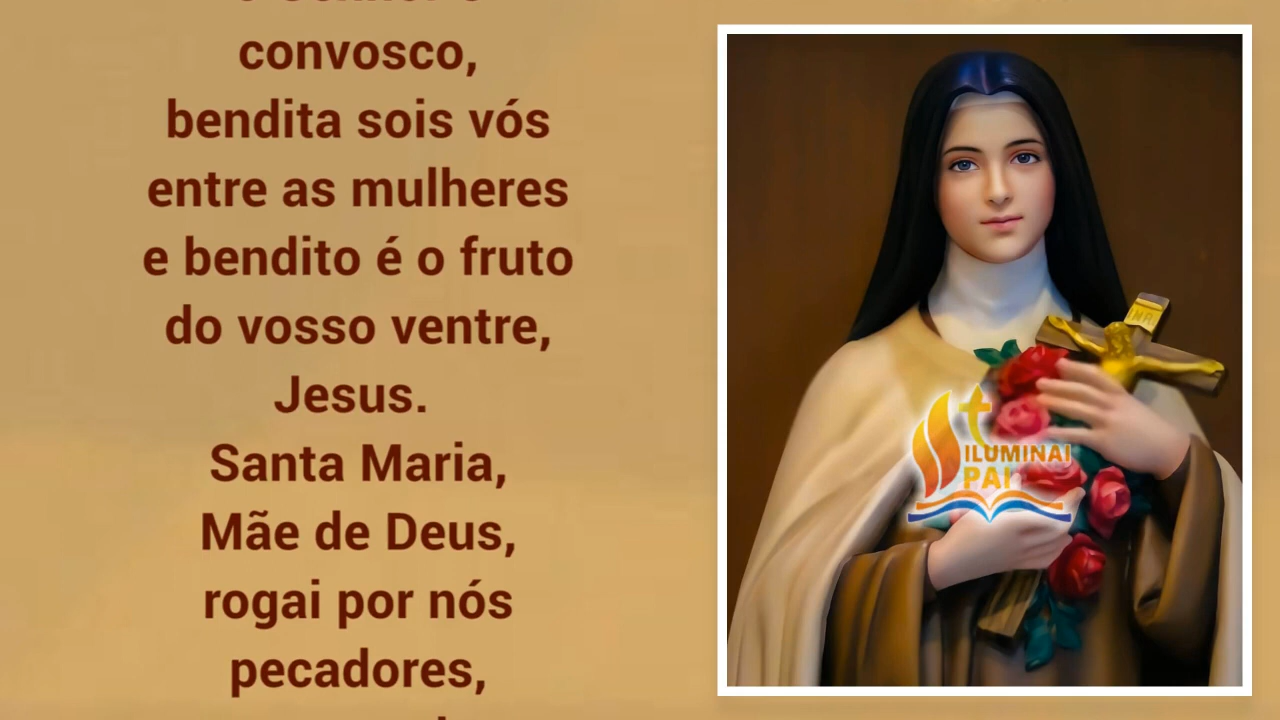 convosco,
bendita sois vós
entre as mulheres
e bendito é o fruto
do vosso ventre,
Jesus.
Santa Maria,
Mãe de Deus,
rogai por nós
pecadores,
ILUMINAI
PAI